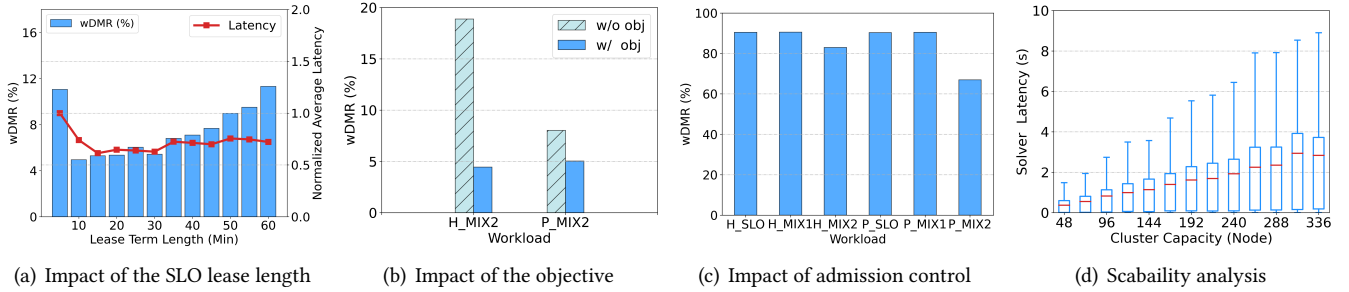 wDMR (%)
Latency
16
12
8
4
0
wDMR (%)
2.0
1.5
1.0
0.5
0.0
Normalized Average Latency
10 20 30 40 50 60
Lease Term Length (Min)
(a) Impact of the SLO lease length
w/o obj
w/ obj
20
15
10
5
0
wDMR (%)
H_MIX2 P_MIX2
Workload
(b) Impact of the objective
100
80
60
40
20
0
wDMR (%)
H_SLO H_MIX1 H_MIX2 P_SLO P_MIX1 P_MIX2
Workload
(c) Impact of admission control
10
8
6
4
2
0
Solver Latency (s)
48 96 144 192 240 288 336
Cluster Capacity (Node)
(d) Scabaility analysis